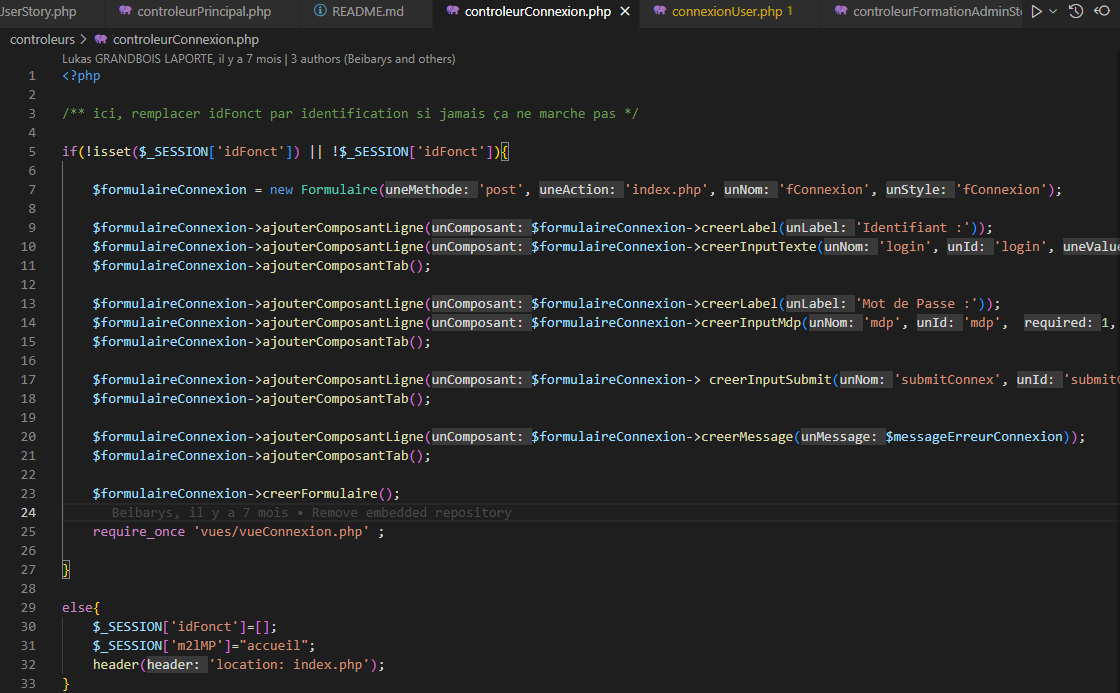 UserStory.php controleurPrincipal.php README.md controleurConnexion.php connexionUser.php 1 controleurFormationAdminSto
controleurs > controleurConnexion.php
Lukas GRANDBOIS LAPORTE, il y a 7 mois | 3 authors (Beibarys and others)
1 <?php
2
3 /** ici, remplacer idFonct par identification si jamais ça ne marche pas */
4
5 if(!isset($_SESSION['idFonct']) || !$_SESSION['idFonct']){
6
7 $formulaireConnexion = new Formulaire(uneMethode: 'post', uneAction: 'index.php', unNom: 'fConnexion', unStyle: 'fConnexion');
8
9 $formulaireConnexion->ajouterComposantLigne(unComposant: $formulaireConnexion->creerLabel(unLabel: 'Identifiant :'));
10 $formulaireConnexion->ajouterComposantLigne(unComposant: $formulaireConnexion->creerInputTexte(unNom: 'login', unId: 'login', uneValue
11 $formulaireConnexion->ajouterComposantTab();
12
13 $formulaireConnexion->ajouterComposantLigne(unComposant: $formulaireConnexion->creerLabel(unLabel: 'Mot de Passe :'));
14 $formulaireConnexion->ajouterComposantLigne(unComposant: $formulaireConnexion->creerInputMdp(unNom: 'mdp', unId: 'mdp', required: 1,
15 $formulaireConnexion->ajouterComposantTab();
16
17 $formulaireConnexion->ajouterComposantLigne(unComposant: $formulaireConnexion-> creerInputSubmit(unNom: 'submitConnex', unId: 'submitC
18 $formulaireConnexion->ajouterComposantTab();
19
20 $formulaireConnexion->ajouterComposantLigne(unComposant: $formulaireConnexion->creerMessage(unMessage: $messageErreurConnexion));
21 $formulaireConnexion->ajouterComposantTab();
22
23 $formulaireConnexion->creerFormulaire();
24 Beibarys, il y a 7 mois • Remove embedded repository
25 require_once 'vues/vueConnexion.php' ;
26
27 }
28
29 else{
30 $_SESSION['idFonct']=[];
31 $_SESSION['m2lMP']="accueil";
32 header(header: 'location: index.php');
33 }